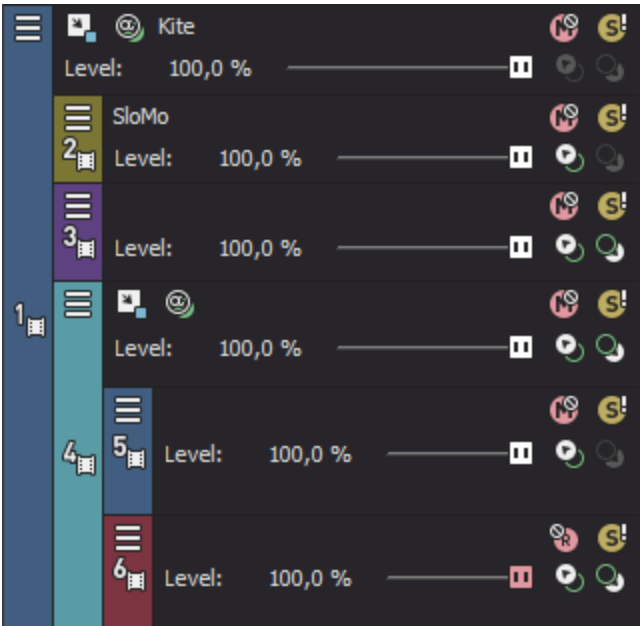 @ Kite M S!
Level: 100,0 %
1
2 SloMo M S!
Level: 100,0 %
3 M S!
Level: 100,0 %
4 @ M S!
Level: 100,0 %
5 M S!
Level: 100,0 %
6 R S!
Level: 100,0 %